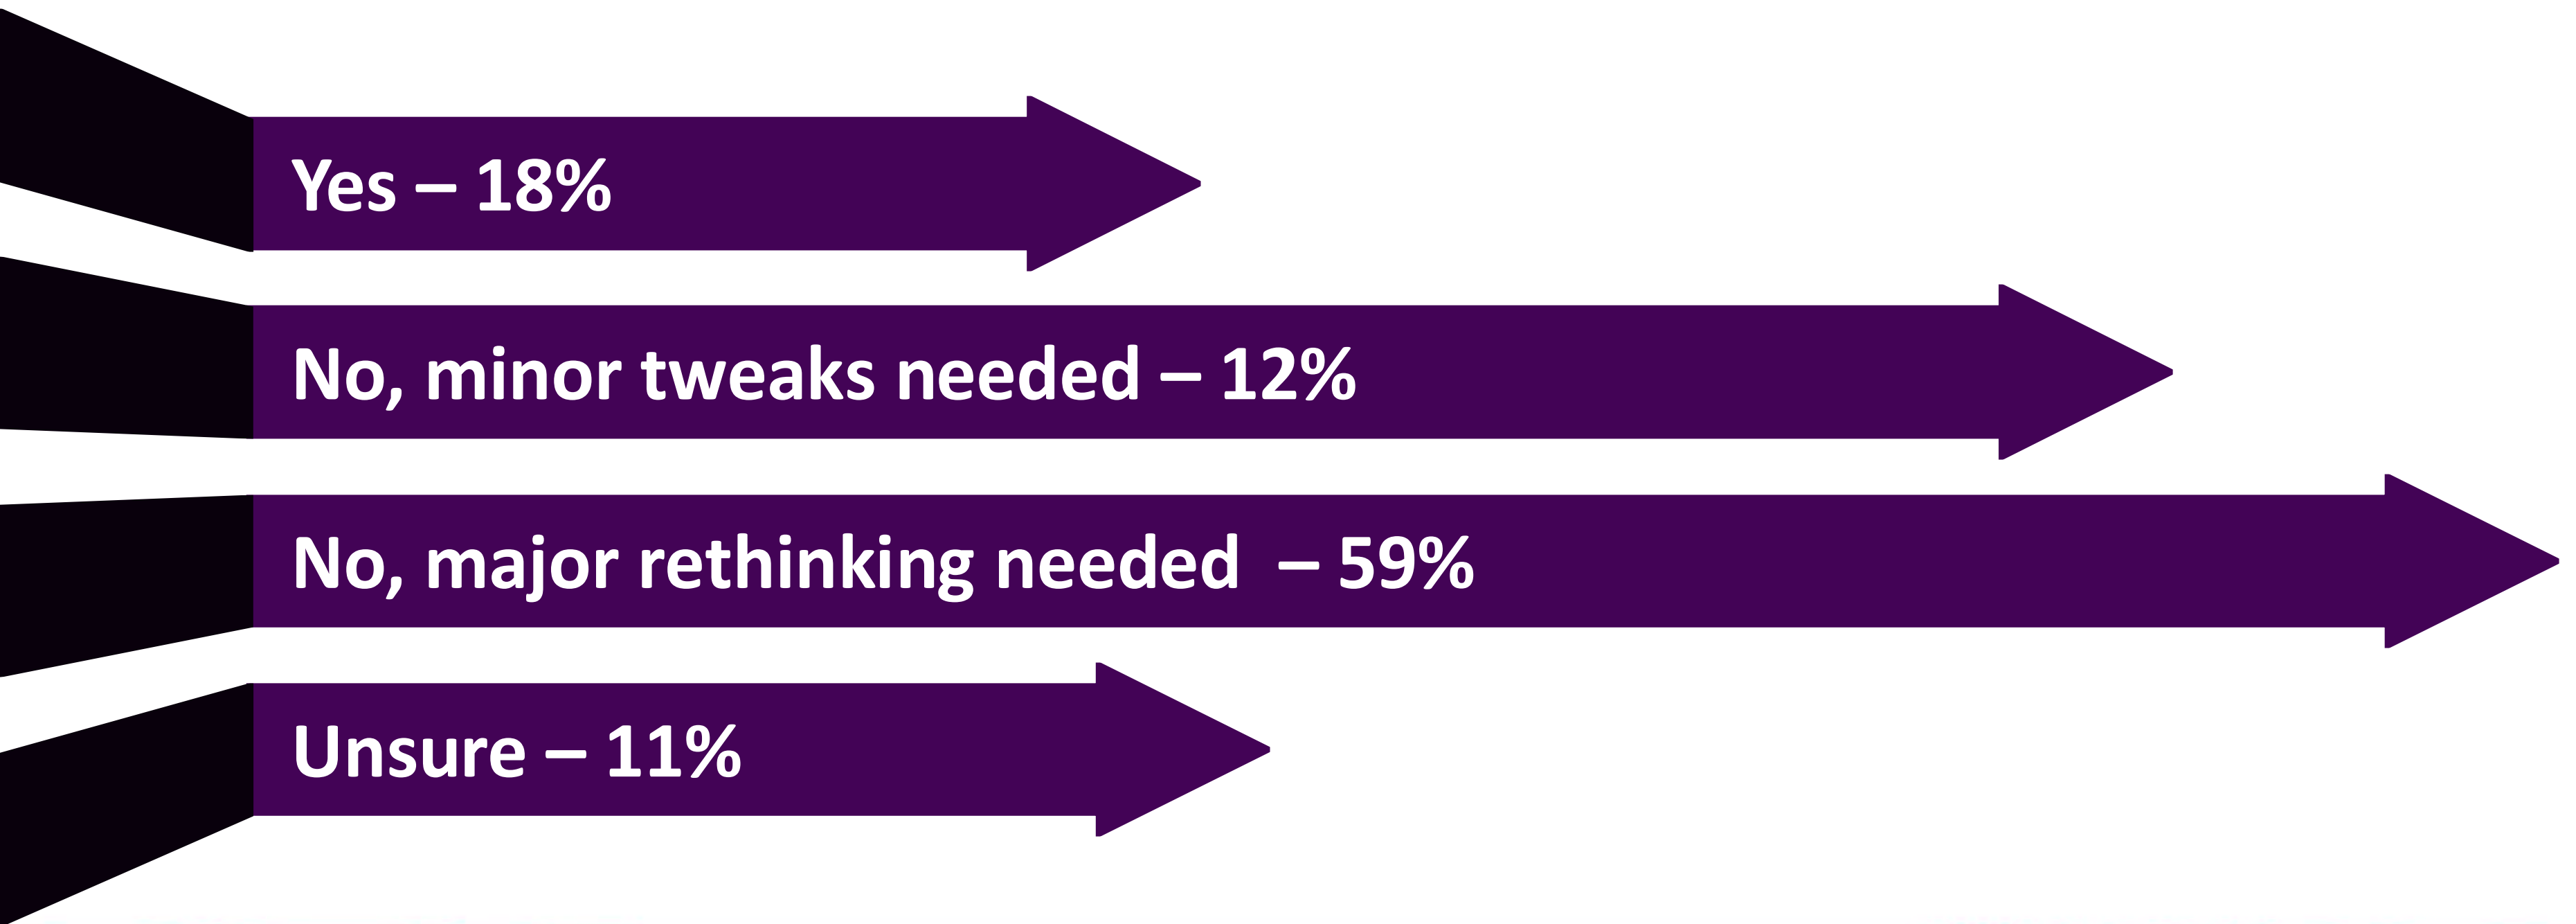 Yes – 18%
No, minor tweaks needed – 12%
No, major rethinking needed  – 59%
Unsure – 11%